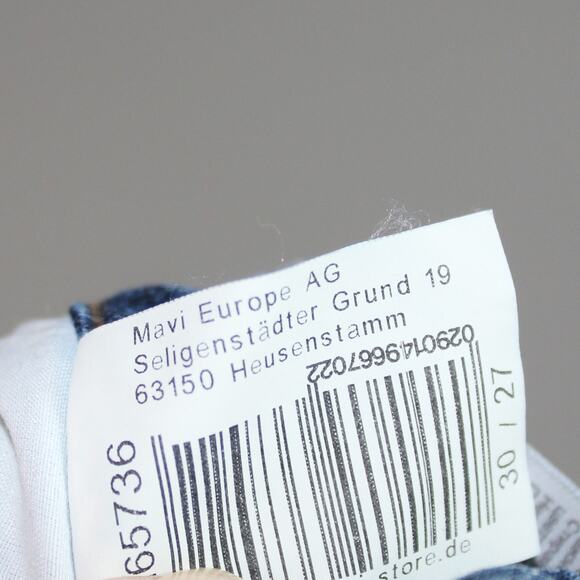 Mavi Europe AG
Seligenstädter Grund 19
63150 Heusenstamm
0290149667022
65736
30 / 27
store.de